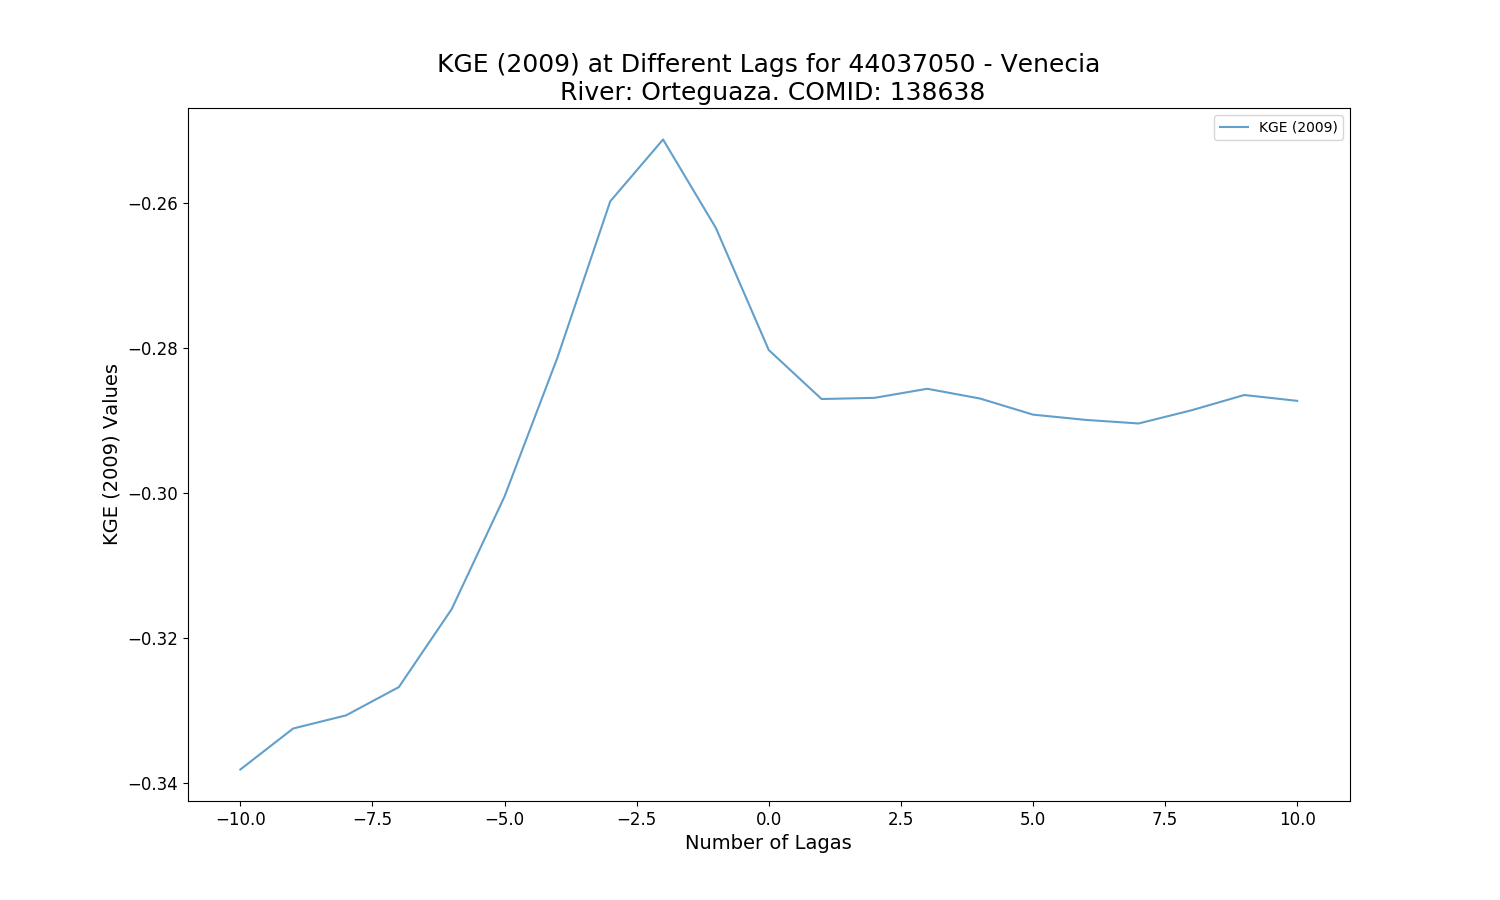 KGE (2009) at Different Lags for 44037050 - Venecia
River: Orteguaza. COMID: 138638
KGE (2009)
−0.26
−0.28
−0.30
−0.32
−0.34
KGE (2009) Values
−10.0 −7.5 −5.0 −2.5 0.0 2.5 5.0 7.5 10.0
Number of Lagas